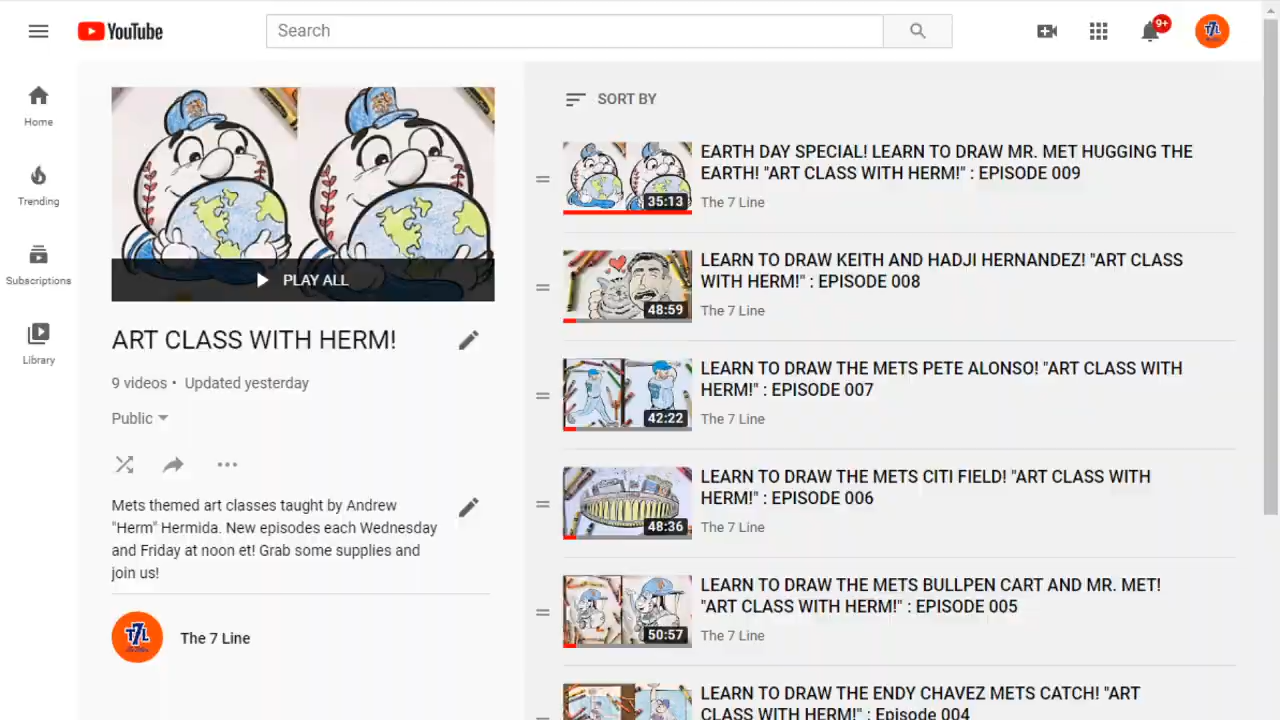 YouTube
Search
9+
Home
Trending
Subscriptions
Library
PLAY ALL
ART CLASS WITH HERM!
9 videos • Updated yesterday
Public
Mets themed art classes taught by Andrew
"Herm" Hermida. New episodes each Wednesday
and Friday at noon et! Grab some supplies and
join us!
T7L
The 7 Line
SORT BY
EARTH DAY SPECIAL! LEARN TO DRAW MR. MET HUGGING THE
EARTH! "ART CLASS WITH HERM!" : EPISODE 009
The 7 Line
35:13
LEARN TO DRAW KEITH AND HADJI HERNANDEZ! "ART CLASS
WITH HERM!" : EPISODE 008
The 7 Line
48:59
LEARN TO DRAW THE METS PETE ALONSO! "ART CLASS WITH
HERM!" : EPISODE 007
The 7 Line
42:22
LEARN TO DRAW THE METS CITI FIELD! "ART CLASS WITH
HERM!" : EPISODE 006
The 7 Line
48:36
LEARN TO DRAW THE METS BULLPEN CART AND MR. MET!
"ART CLASS WITH HERM!" : EPISODE 005
The 7 Line
50:57
LEARN TO DRAW THE ENDY CHAVEZ METS CATCH! "ART
CLASS WITH HERM!" : Episode 004